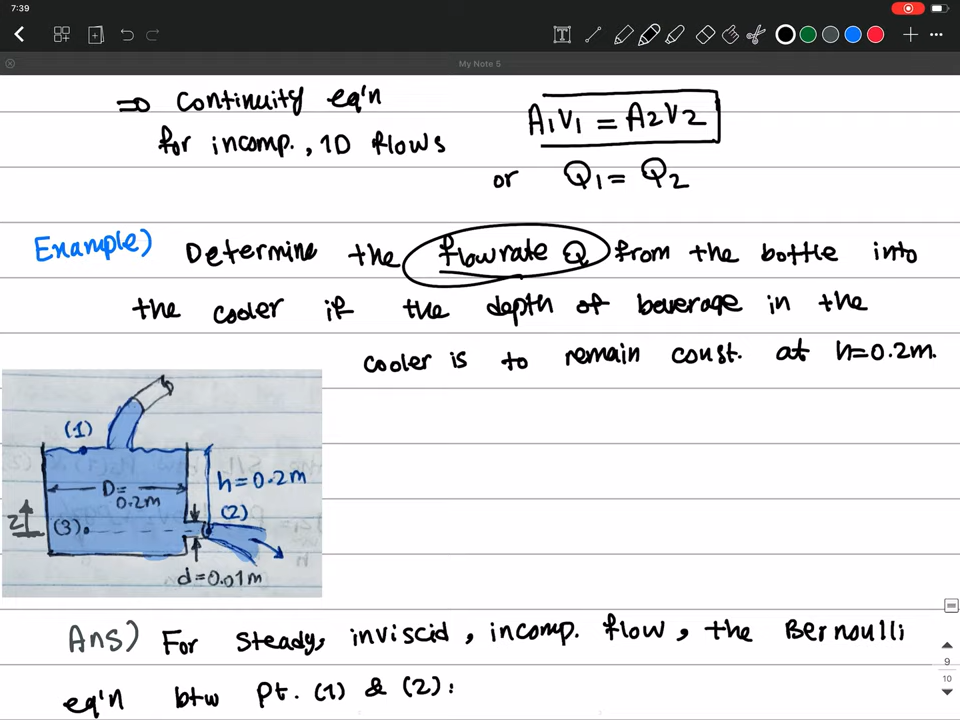 7:39
My Note 5
⇒ Continuity eq'n
for incomp., 1D flows
A1V1 = A2V2
or Q1 = Q2
Example) Determine the flowrate Q from the bottle into
the cooler if the depth of beverage in the
cooler is to remain const. at h=0.2m.
(1)
h=0.2m
D=
0.2m
(2)
Z
(3).
d=0.01m
Ans) For steady, inviscid, incomp. flow, the Bernoulli
eq'n btw pt. (1) & (2):
9
10